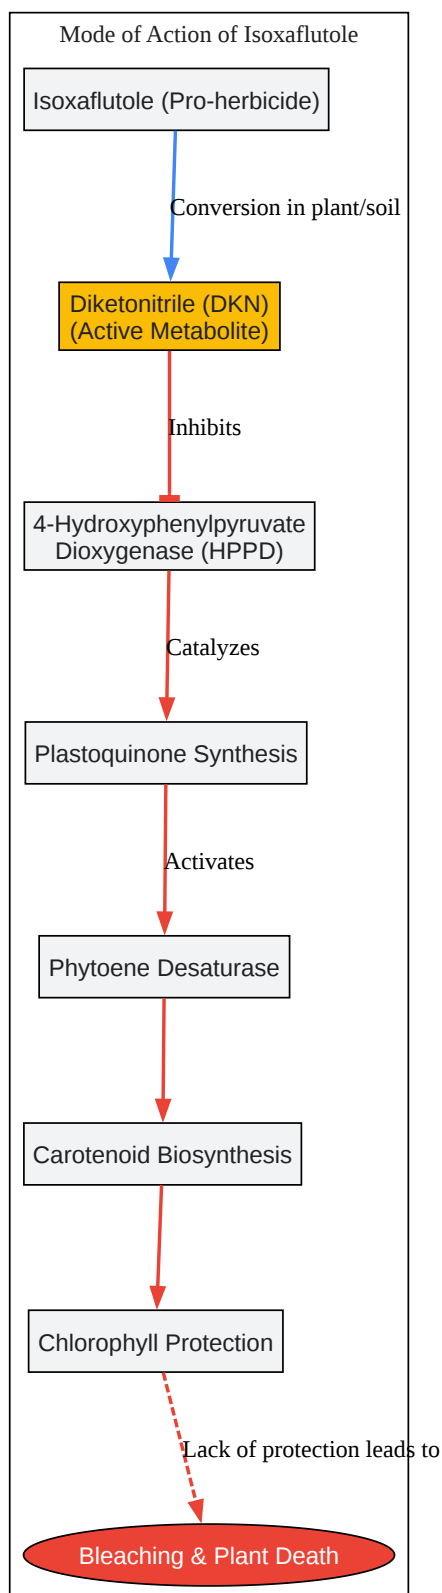 Mode of Action of Isoxaflutole
Isoxaflutole (Pro-herbicide)
Conversion in plant/soil
Diketonitrile (DKN)
(Active Metabolite)
Inhibits
4-Hydroxyphenylpyruvate
Dioxygenase (HPPD)
Catalyzes
Plastoquinone Synthesis
Activates
Phytoene Desaturase
Carotenoid Biosynthesis
Chlorophyll Protection
Lack of protection leads to
Bleaching & Plant Death